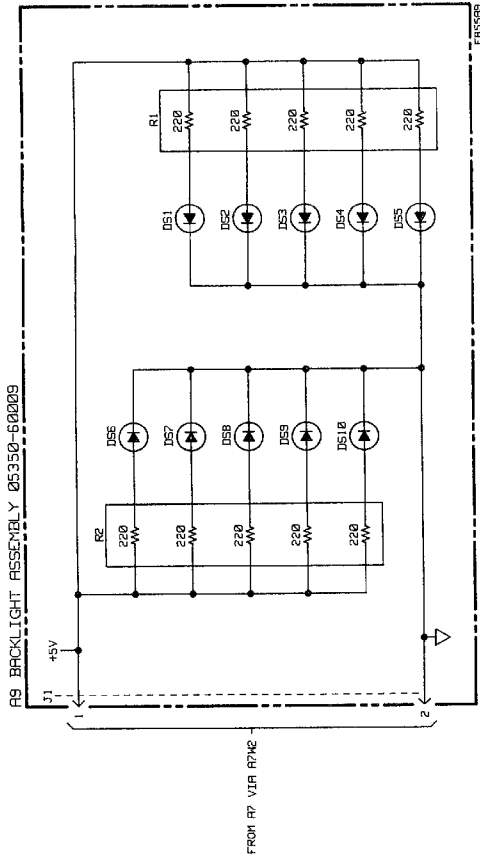 A9 BACKLIGHT ASSEMBLY 05350-60009
J1
+5V
1
2
FROM A7 VIA A7W2
R2
220
220
220
220
220
DS6
DS7
DS8
DS9
DS10
R1
220
220
220
220
220
DS1
DS2
DS3
DS4
DS5